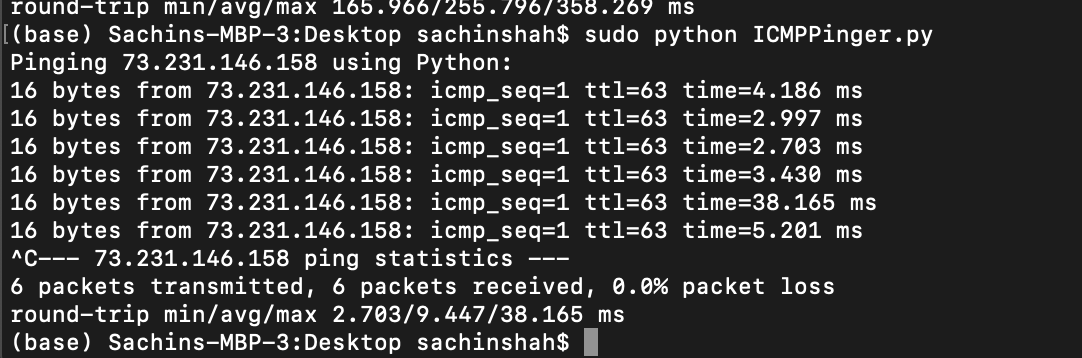 round-trip min/avg/max 165.966/255.796/358.269 ms
[(base) Sachins-MBP-3:Desktop sachinshah$ sudo python ICMPPinger.py
Pinging 73.231.146.158 using Python:
16 bytes from 73.231.146.158: icmp_seq=1 ttl=63 time=4.186 ms
16 bytes from 73.231.146.158: icmp_seq=1 ttl=63 time=2.997 ms
16 bytes from 73.231.146.158: icmp_seq=1 ttl=63 time=2.703 ms
16 bytes from 73.231.146.158: icmp_seq=1 ttl=63 time=3.430 ms
16 bytes from 73.231.146.158: icmp_seq=1 ttl=63 time=38.165 ms
16 bytes from 73.231.146.158: icmp_seq=1 ttl=63 time=5.201 ms
^C--- 73.231.146.158 ping statistics ---
6 packets transmitted, 6 packets received, 0.0% packet loss
round-trip min/avg/max 2.703/9.447/38.165 ms
(base) Sachins-MBP-3:Desktop sachinshah$